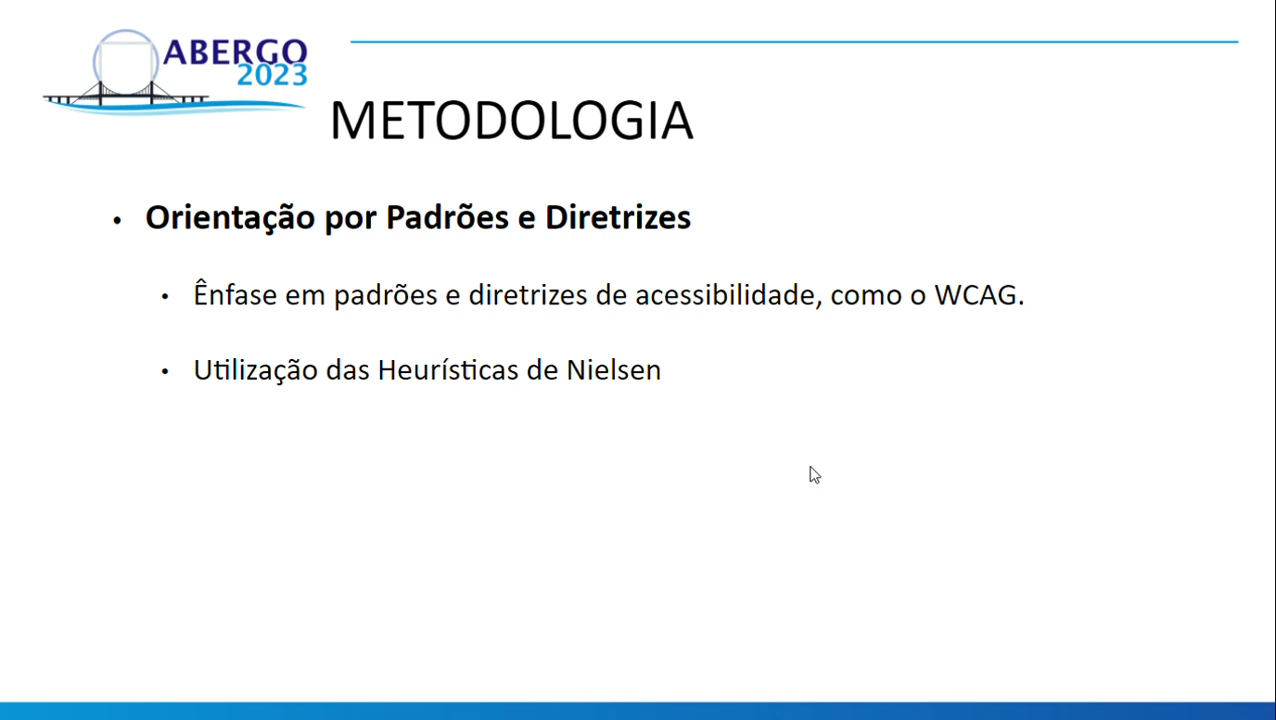 ABERGO
2023
METODOLOGIA
• Orientação por Padrões e Diretrizes
• Ênfase em padrões e diretrizes de acessibilidade, como o WCAG.
• Utilização das Heurísticas de Nielsen